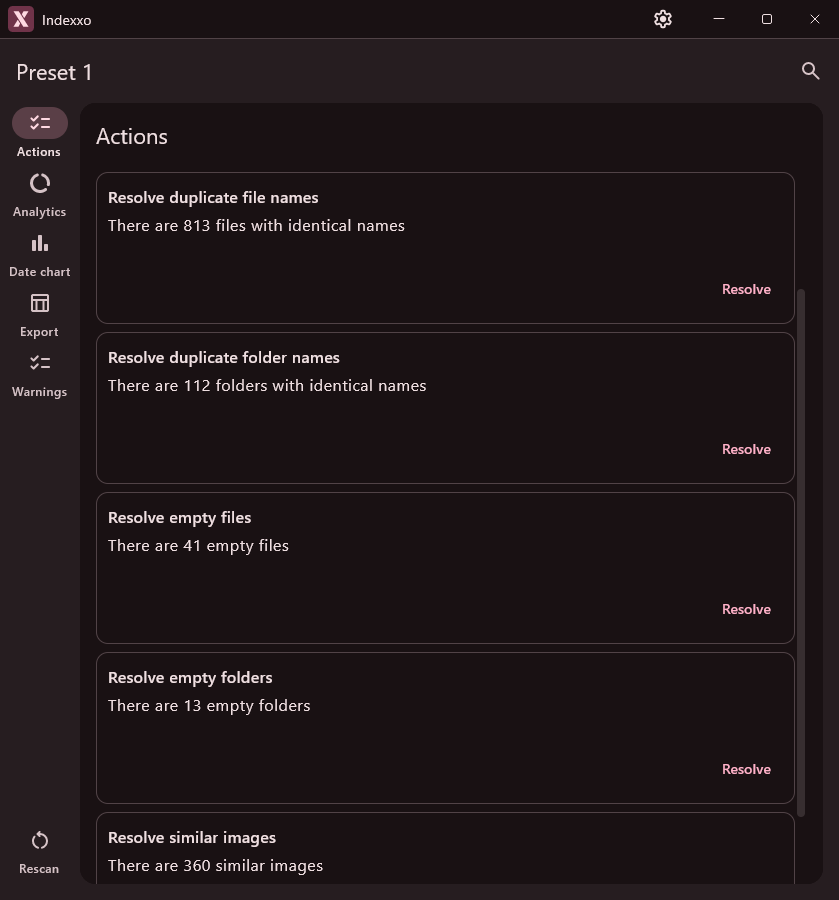 Indexxo
Preset 1
Actions
Analytics
Date chart
Export
Warnings
Rescan
Actions
Resolve duplicate file names
There are 813 files with identical names
Resolve
Resolve duplicate folder names
There are 112 folders with identical names
Resolve
Resolve empty files
There are 41 empty files
Resolve
Resolve empty folders
There are 13 empty folders
Resolve
Resolve similar images
There are 360 similar images